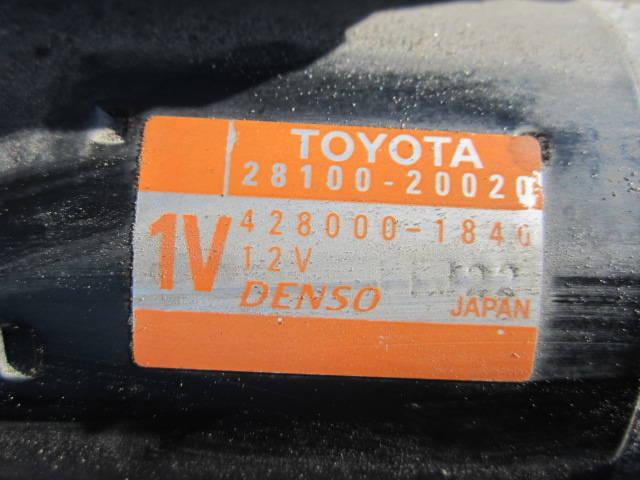 TOYOTA
28100-20020
1V
428000-1840
12V
DENSO
JAPAN